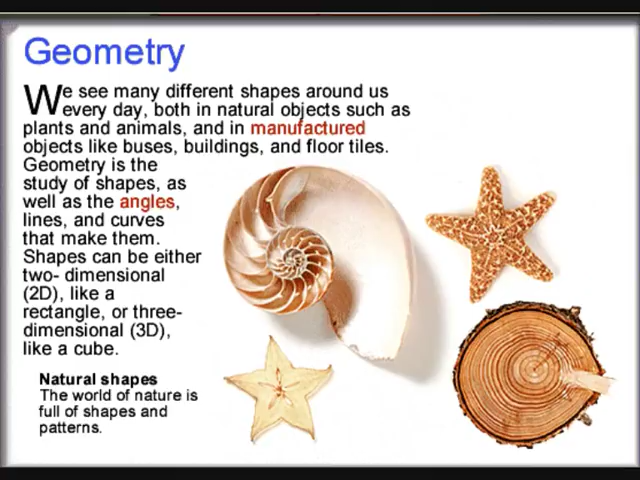 Geometry
We see many different shapes around us
every day, both in natural objects such as
plants and animals, and in manufactured
objects like buses, buildings, and floor tiles.
Geometry is the
study of shapes, as
well as the angles,
lines, and curves
that make them.
Shapes can be either
two- dimensional
(2D), like a
rectangle, or three-
dimensional (3D),
like a cube.
Natural shapes
The world of nature is
full of shapes and
patterns.